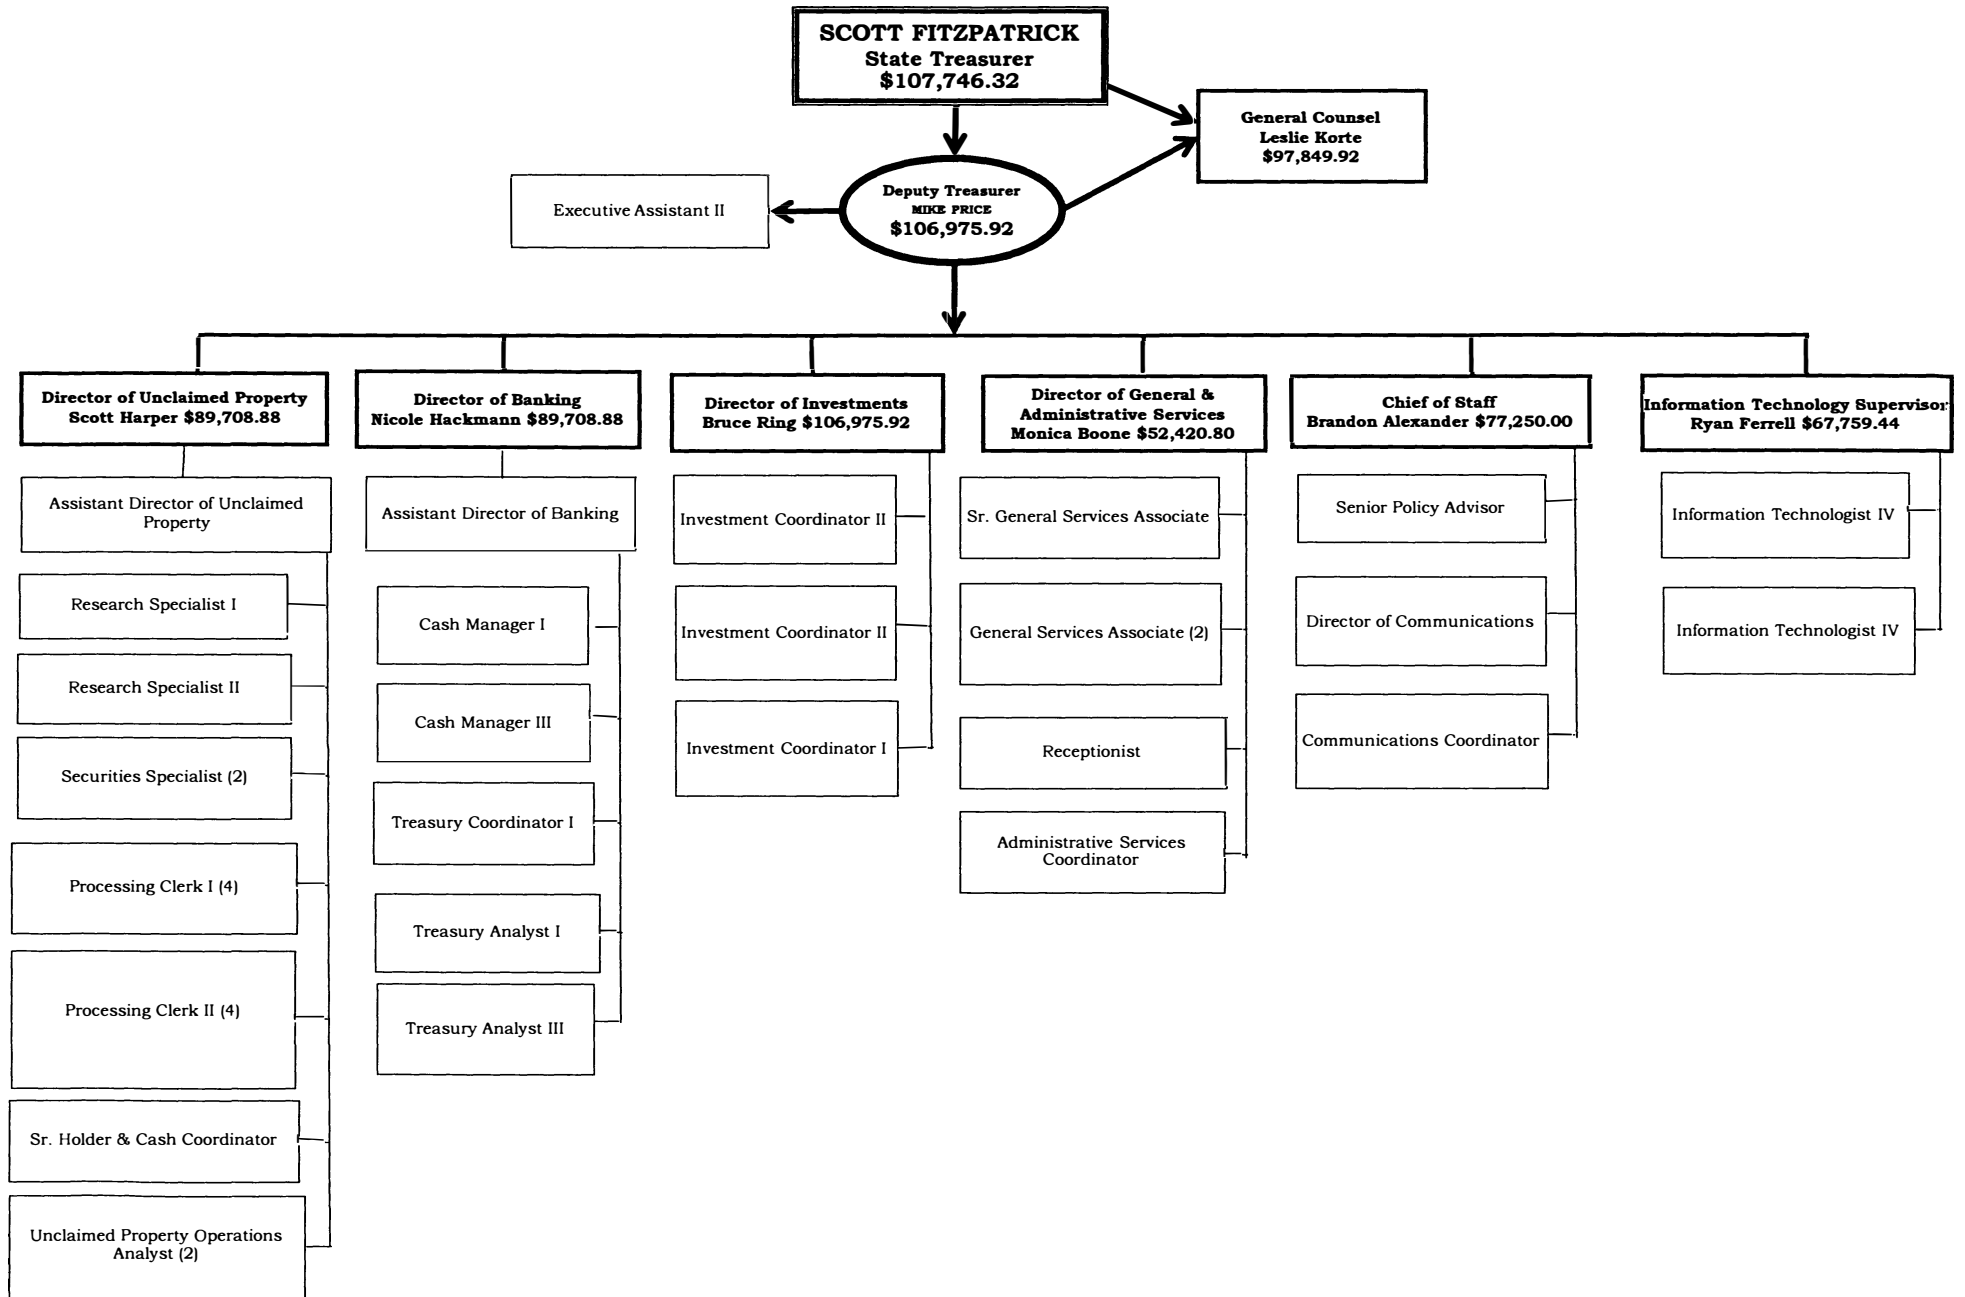 SCOTT FITZPATRICK
State Treasurer
$107,746.32
General Counsel
Leslie Korte
$97,849.92
Deputy Treasurer
MIKE PRICE
$106,975.92
Executive Assistant II
Director of Unclaimed Property
Scott Harper $89,708.88
Director of Banking
Nicole Hackmann $89,708.88
Director of Investments
Bruce Ring $106,975.92
Director of General &
Administrative Services
Monica Boone $52,420.80
Chief of Staff
Brandon Alexander $77,250.00
Information Technology Supervisor
Ryan Ferrell $67,759.44
Assistant Director of Unclaimed
Property
Research Specialist I
Research Specialist II
Securities Specialist (2)
Processing Clerk I (4)
Processing Clerk II (4)
Sr. Holder & Cash Coordinator
Unclaimed Property Operations
Analyst (2)
Assistant Director of Banking
Cash Manager I
Cash Manager III
Treasury Coordinator I
Treasury Analyst I
Treasury Analyst III
Investment Coordinator II
Investment Coordinator II
Investment Coordinator I
Sr. General Services Associate
General Services Associate (2)
Receptionist
Administrative Services
Coordinator
Senior Policy Advisor
Director of Communications
Communications Coordinator
Information Technologist IV
Information Technologist IV